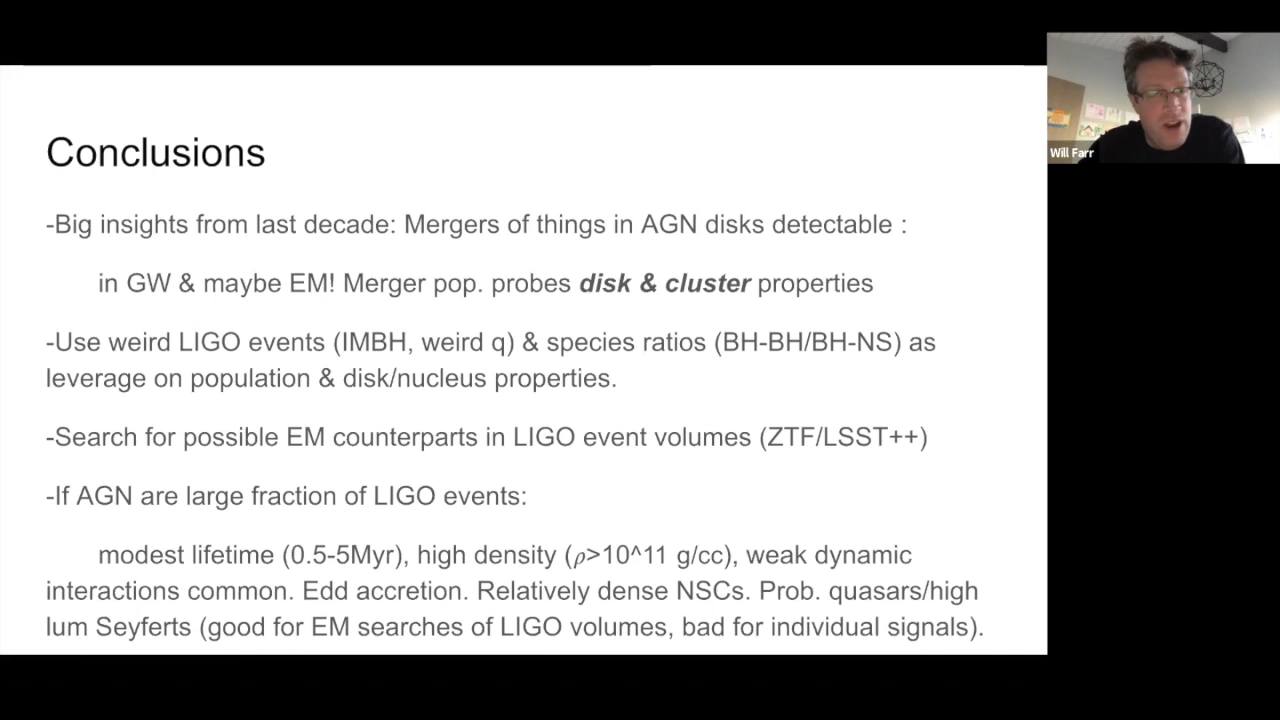 Conclusions
-Big insights from last decade: Mergers of things in AGN disks detectable :
in GW & maybe EM! Merger pop. probes disk & cluster properties
-Use weird LIGO events (IMBH, weird q) & species ratios (BH-BH/BH-NS) as
leverage on population & disk/nucleus properties.
-Search for possible EM counterparts in LIGO event volumes (ZTF/LSST++)
-If AGN are large fraction of LIGO events:
modest lifetime (0.5-5Myr), high density (𝜌>10^11 g/cc), weak dynamic
interactions common. Edd accretion. Relatively dense NSCs. Prob. quasars/high
lum Seyferts (good for EM searches of LIGO volumes, bad for individual signals).
Will Farr